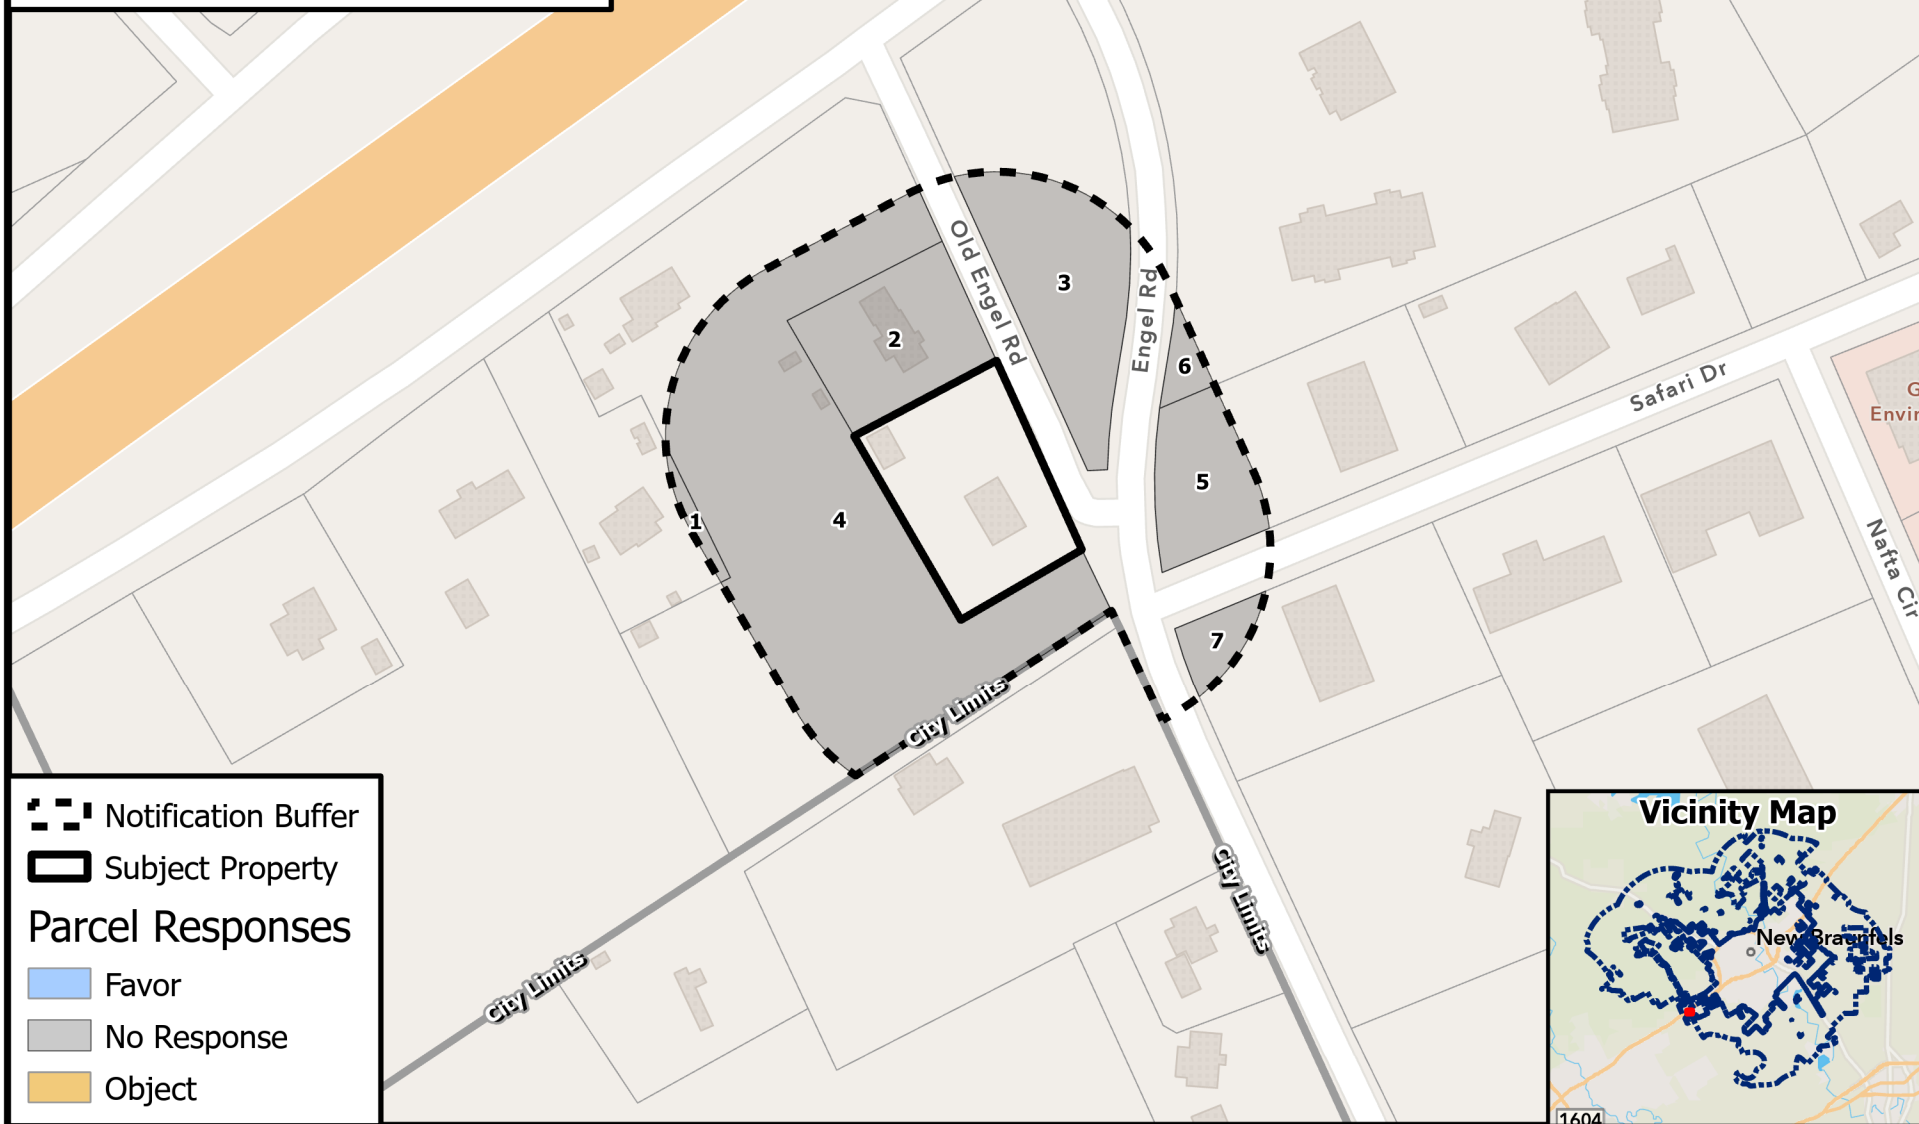 Old Engel Rd
Engel Rd
3
2
6
Safari Dr
G
Envir
5
4
1
Nafta Cir
7
City Limits
City Limits
City Limits
Notification Buffer
Subject Property
Parcel Responses
Favor
No Response
Object
Vicinity Map
New Braunfels
1604